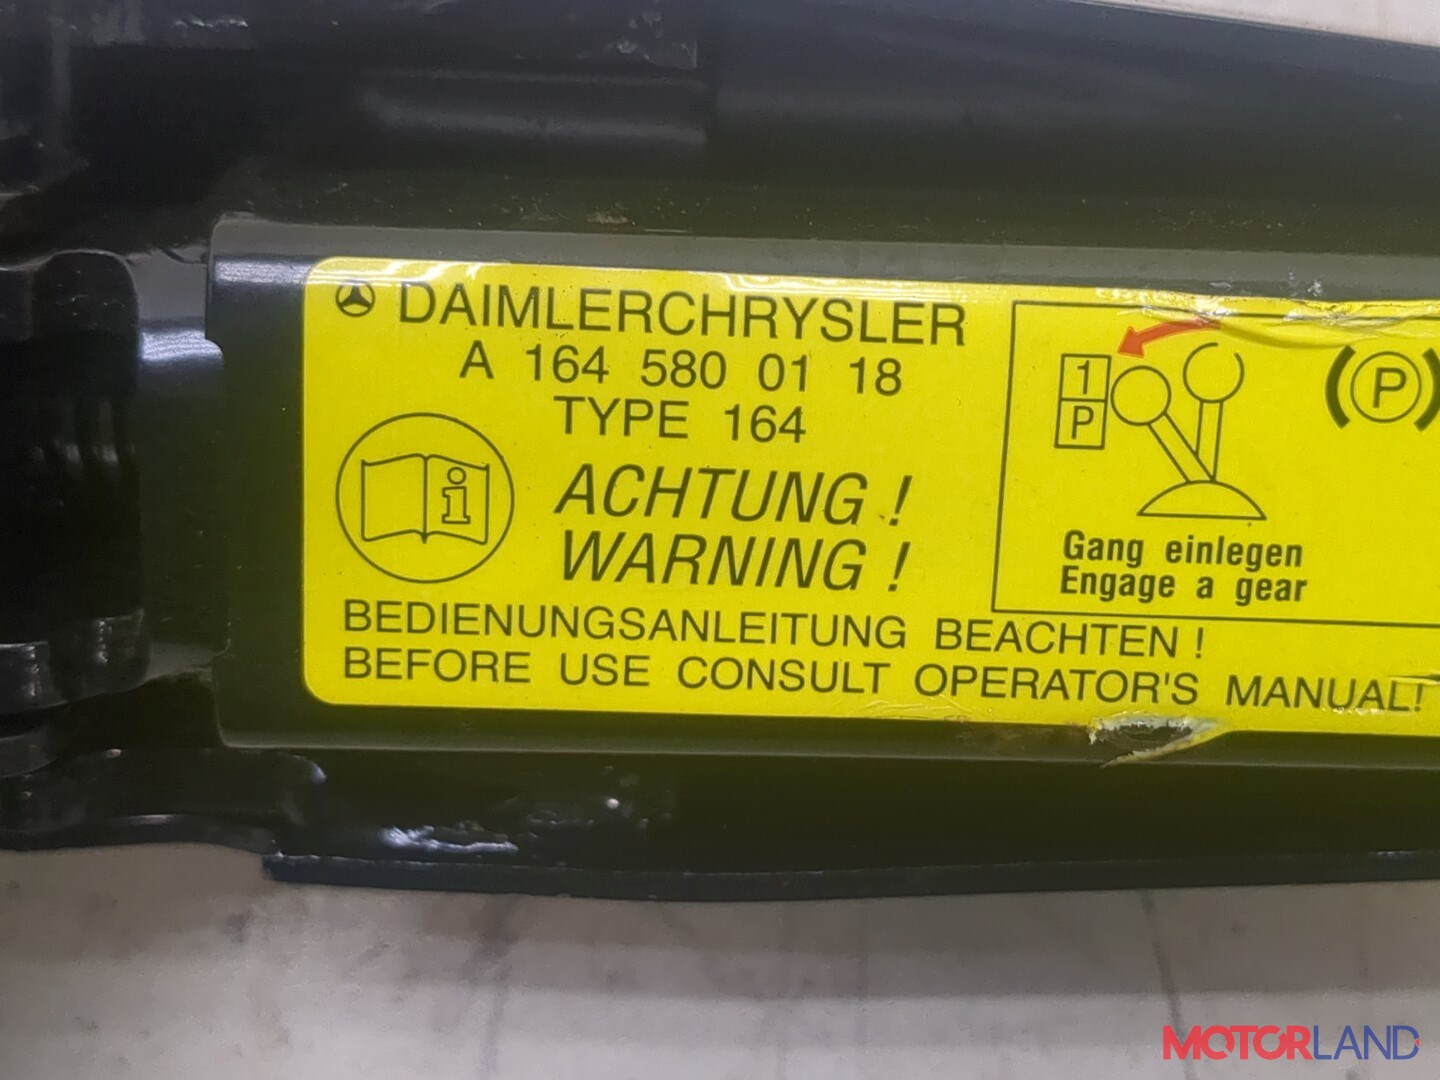 DAIMLERCHRYSLER
A 164 580 01 18
TYPE 164
ACHTUNG !
WARNING !
BEDIENUNGSANLEITUNG BEACHTEN !
BEFORE USE CONSULT OPERATOR'S MANUAL!
1
P
Gang einlegen
Engage a gear
(P)
MOTORLAND